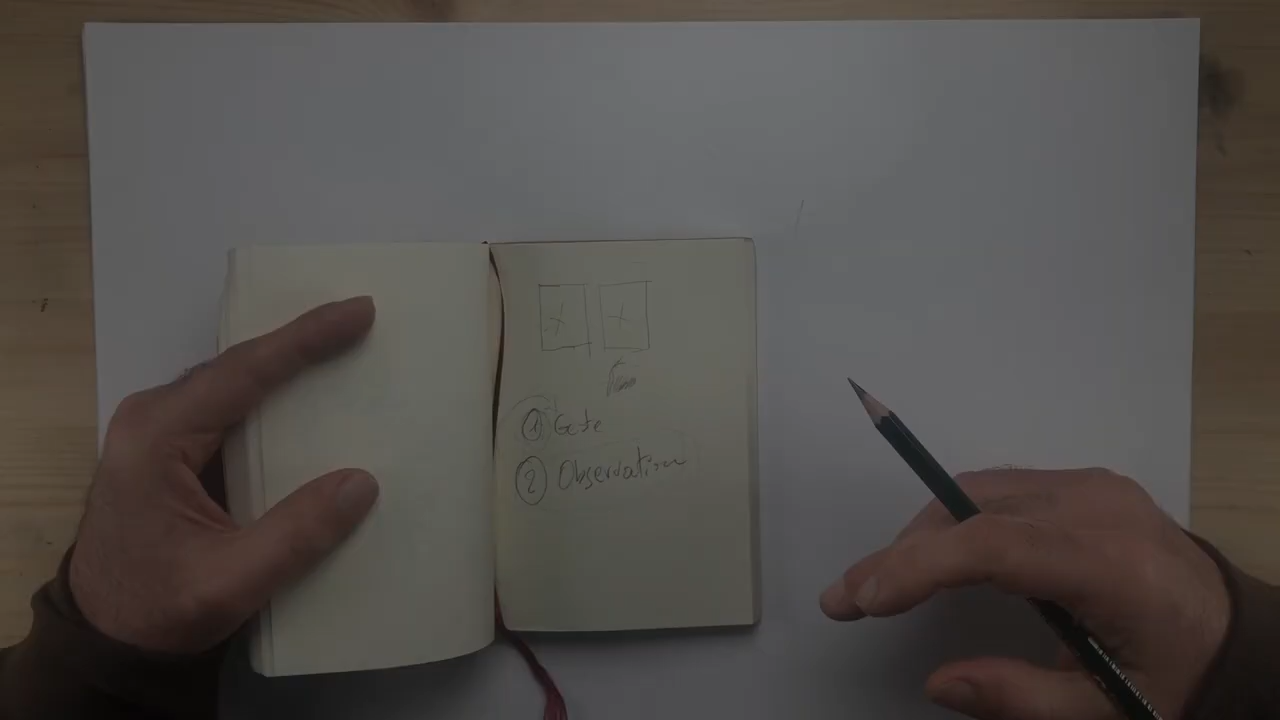 ① Gate
② Observation